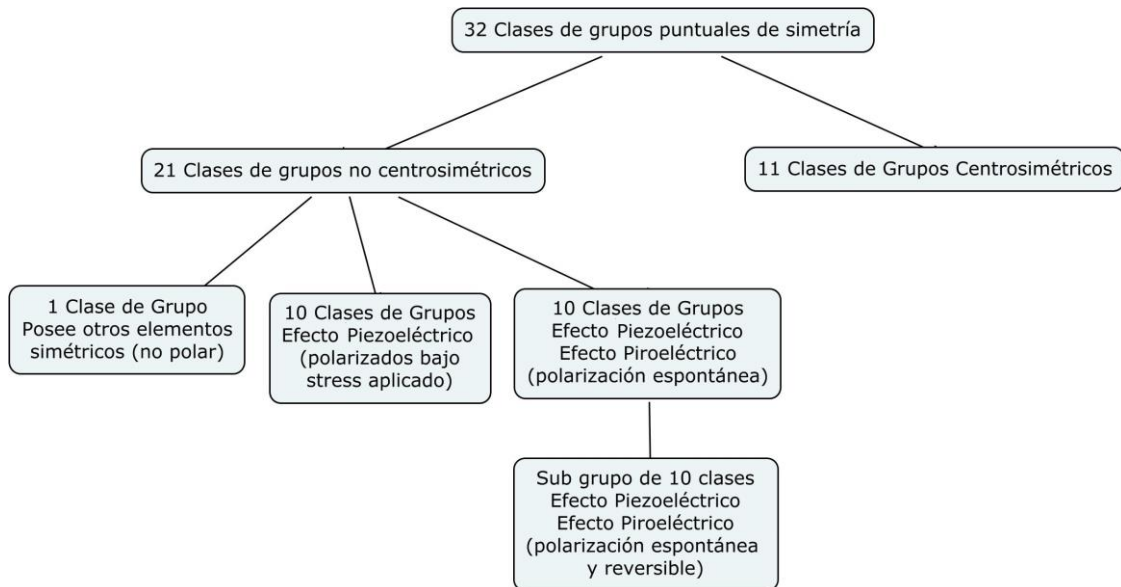 32 Clases de grupos puntuales de simetría
21 Clases de grupos no centrosimétricos
11 Clases de Grupos Centrosimétricos
1 Clase de Grupo
Posee otros elementos
simétricos (no polar)
10 Clases de Grupos
Efecto Piezoeléctrico
(polarizados bajo
stress aplicado)
10 Clases de Grupos
Efecto Piezoeléctrico
Efecto Piroeléctrico
(polarización espontánea)
Sub grupo de 10 clases
Efecto Piezoeléctrico
Efecto Piroeléctrico
(polarización espontánea
y reversible)